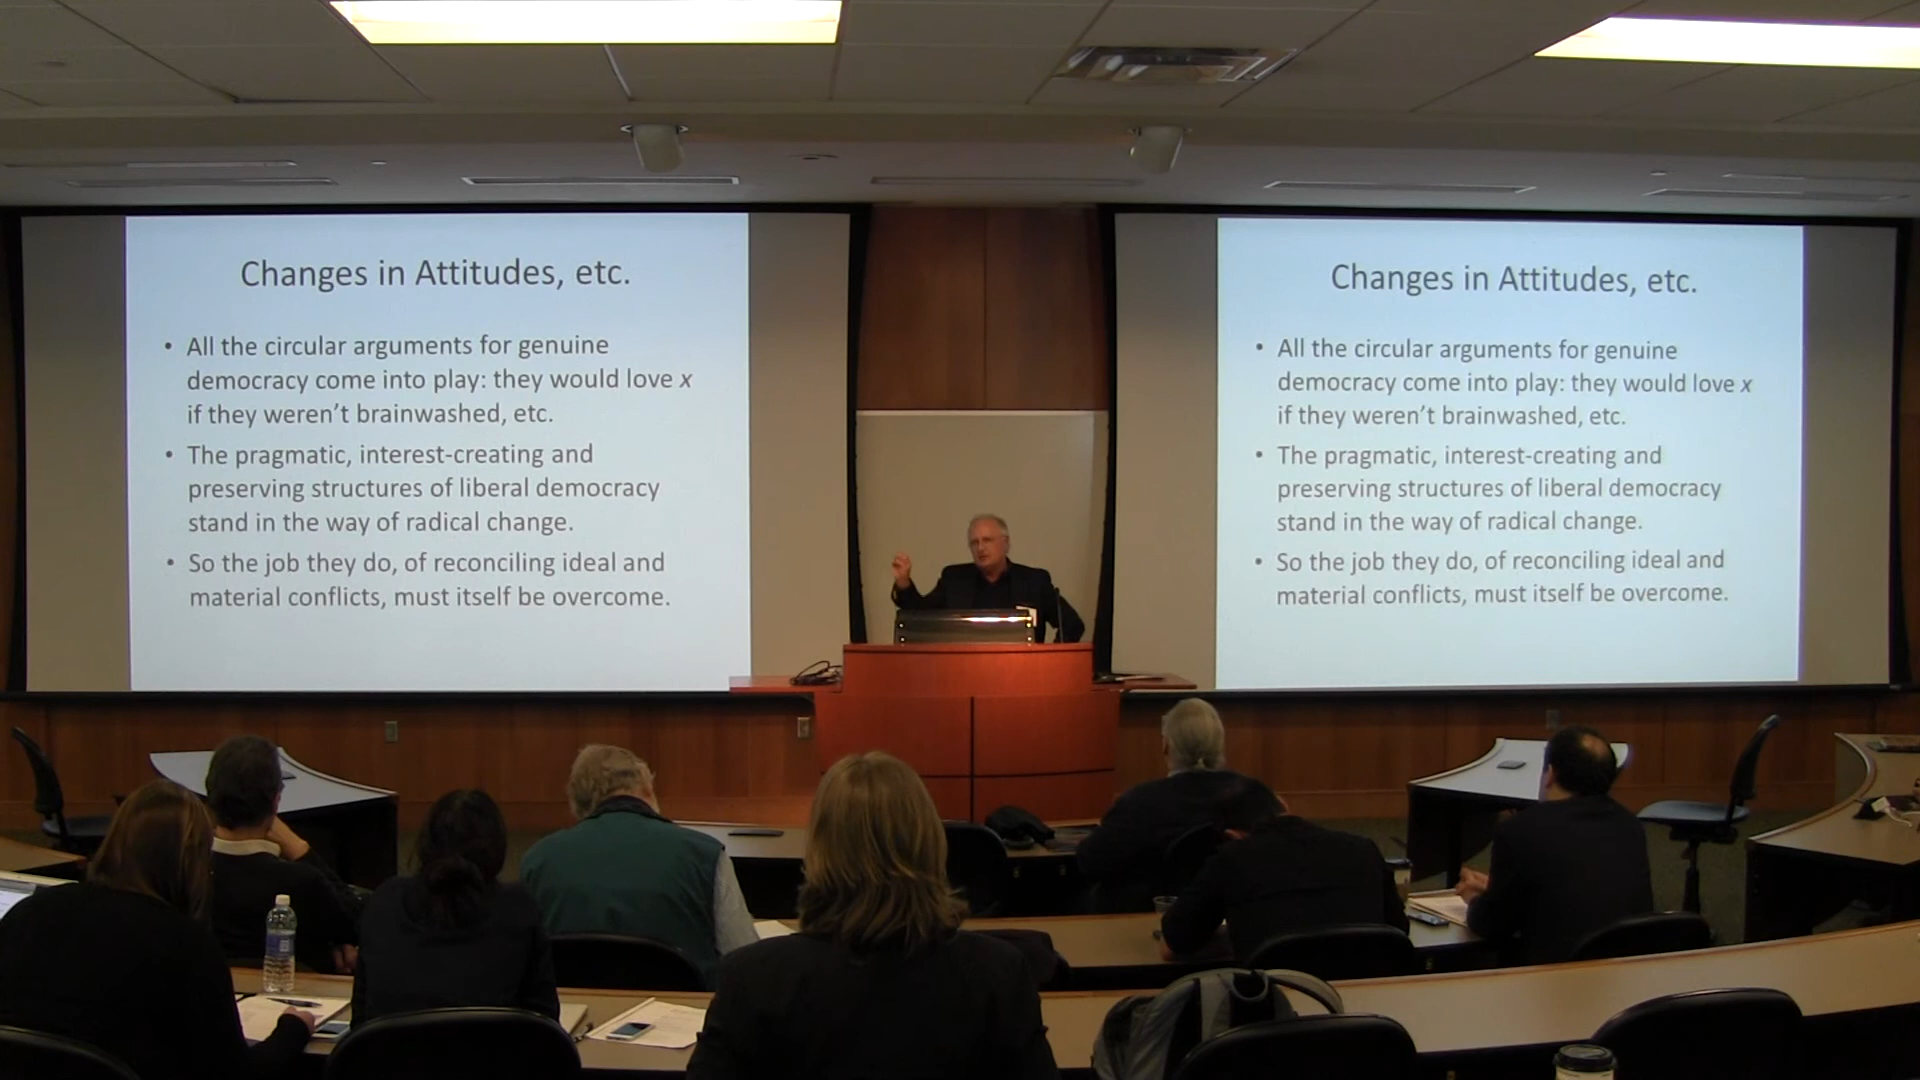 Changes in Attitudes, etc.
• All the circular arguments for genuine
democracy come into play: they would love x
if they weren't brainwashed, etc.
• The pragmatic, interest-creating and
preserving structures of liberal democracy
stand in the way of radical change.
• So the job they do, of reconciling ideal and
material conflicts, must itself be overcome.
Changes in Attitudes, etc.
• All the circular arguments for genuine
democracy come into play: they would love x
if they weren't brainwashed, etc.
• The pragmatic, interest-creating and
preserving structures of liberal democracy
stand in the way of radical change.
• So the job they do, of reconciling ideal and
material conflicts, must itself be overcome.